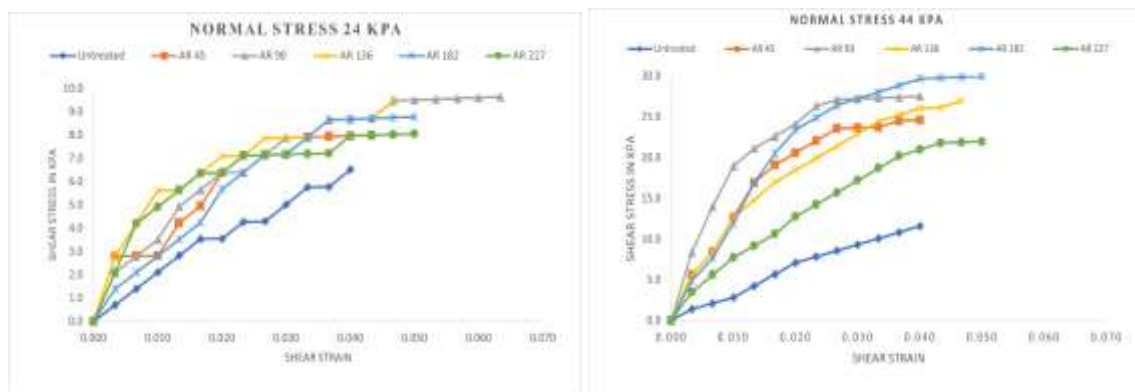 NORMAL STRESS 24 KPA
Untreated AR 45 AR 90 AR 136 AR 182 AR 227
10.0
9.0
8.0
7.0
6.0
5.0
4.0
3.0
2.0
1.0
0.0
SHEAR STRESS IN KPA
0.000 0.010 0.020 0.030 0.040 0.050 0.060 0.070
SHEAR STRAIN
NORMAL STRESS 44 KPA
Untreated AR 45 AR 90 AR 136 AR 182 AR 227
30.0
25.0
20.0
15.0
10.0
5.0
0.0
SHEAR STRESS IN KPA
0.000 0.010 0.020 0.030 0.040 0.050 0.060 0.070
SHEAR STRAIN